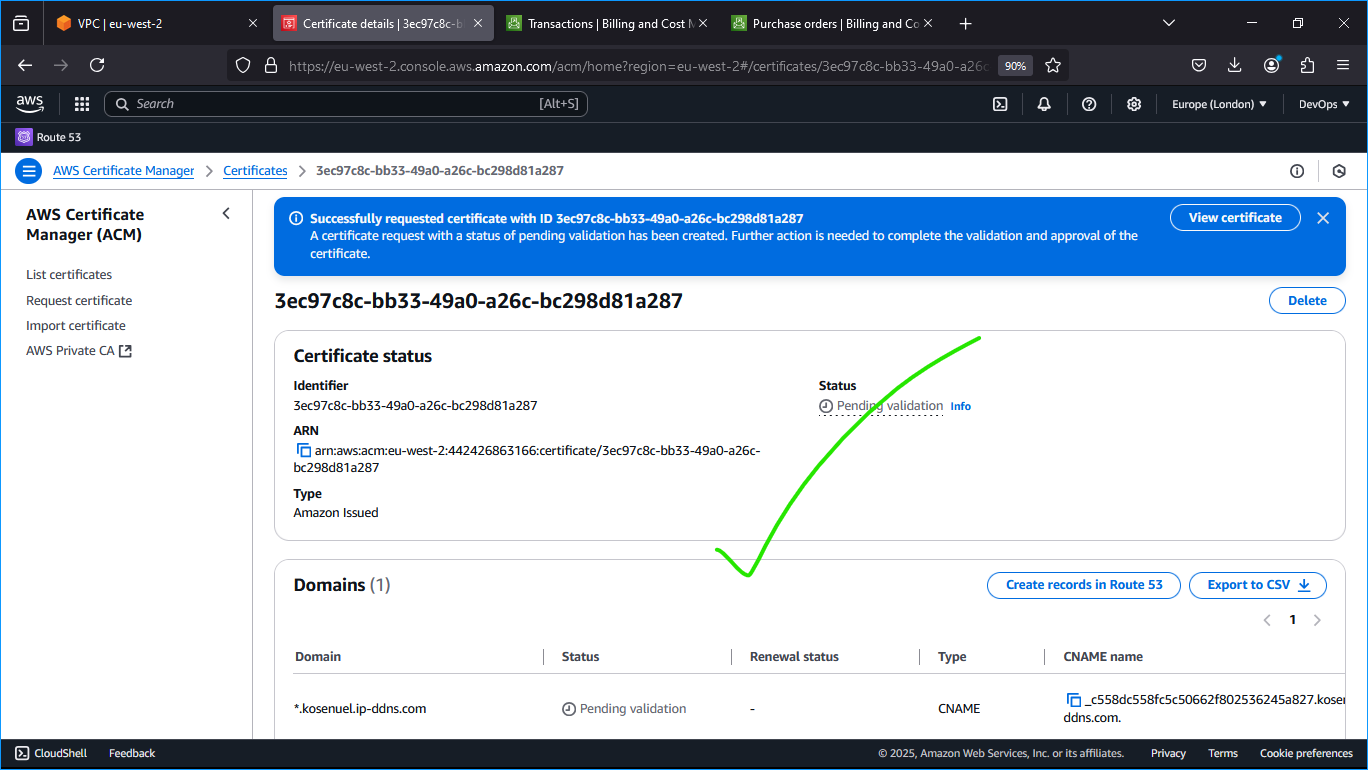 VPC | eu-west-2
Certificate details | 3ec97c8c-b
Transactions | Billing and Cost M
Purchase orders | Billing and Co
https://eu-west-2.console.aws.amazon.com/acm/home?region=eu-west-2#/certificates/3ec97c8c-bb33-49a0-a26c
90%
aws
Search
[Alt+S]
Europe (London)
DevOps
Route 53
AWS Certificate Manager
Certificates
3ec97c8c-bb33-49a0-a26c-bc298d81a287
AWS Certificate
Manager (ACM)
List certificates
Request certificate
Import certificate
AWS Private CA
Successfully requested certificate with ID 3ec97c8c-bb33-49a0-a26c-bc298d81a287
A certificate request with a status of pending validation has been created. Further action is needed to complete the validation and approval of the
certificate.
View certificate
3ec97c8c-bb33-49a0-a26c-bc298d81a287
Delete
Certificate status
Identifier
3ec97c8c-bb33-49a0-a26c-bc298d81a287
ARN
arn:aws:acm:eu-west-2:442426863166:certificate/3ec97c8c-bb33-49a0-a26c-
bc298d81a287
Type
Amazon Issued
Status
Pending validation Info
Domains (1)
Create records in Route 53
Export to CSV
1
Domain
Status
Renewal status
Type
CNAME name
*.kosenuel.ip-ddns.com
Pending validation
-
CNAME
_c558dc558fc5c50662f802536245a827.kosen
ddns.com.
CloudShell
Feedback
© 2025, Amazon Web Services, Inc. or its affiliates.
Privacy
Terms
Cookie preferences